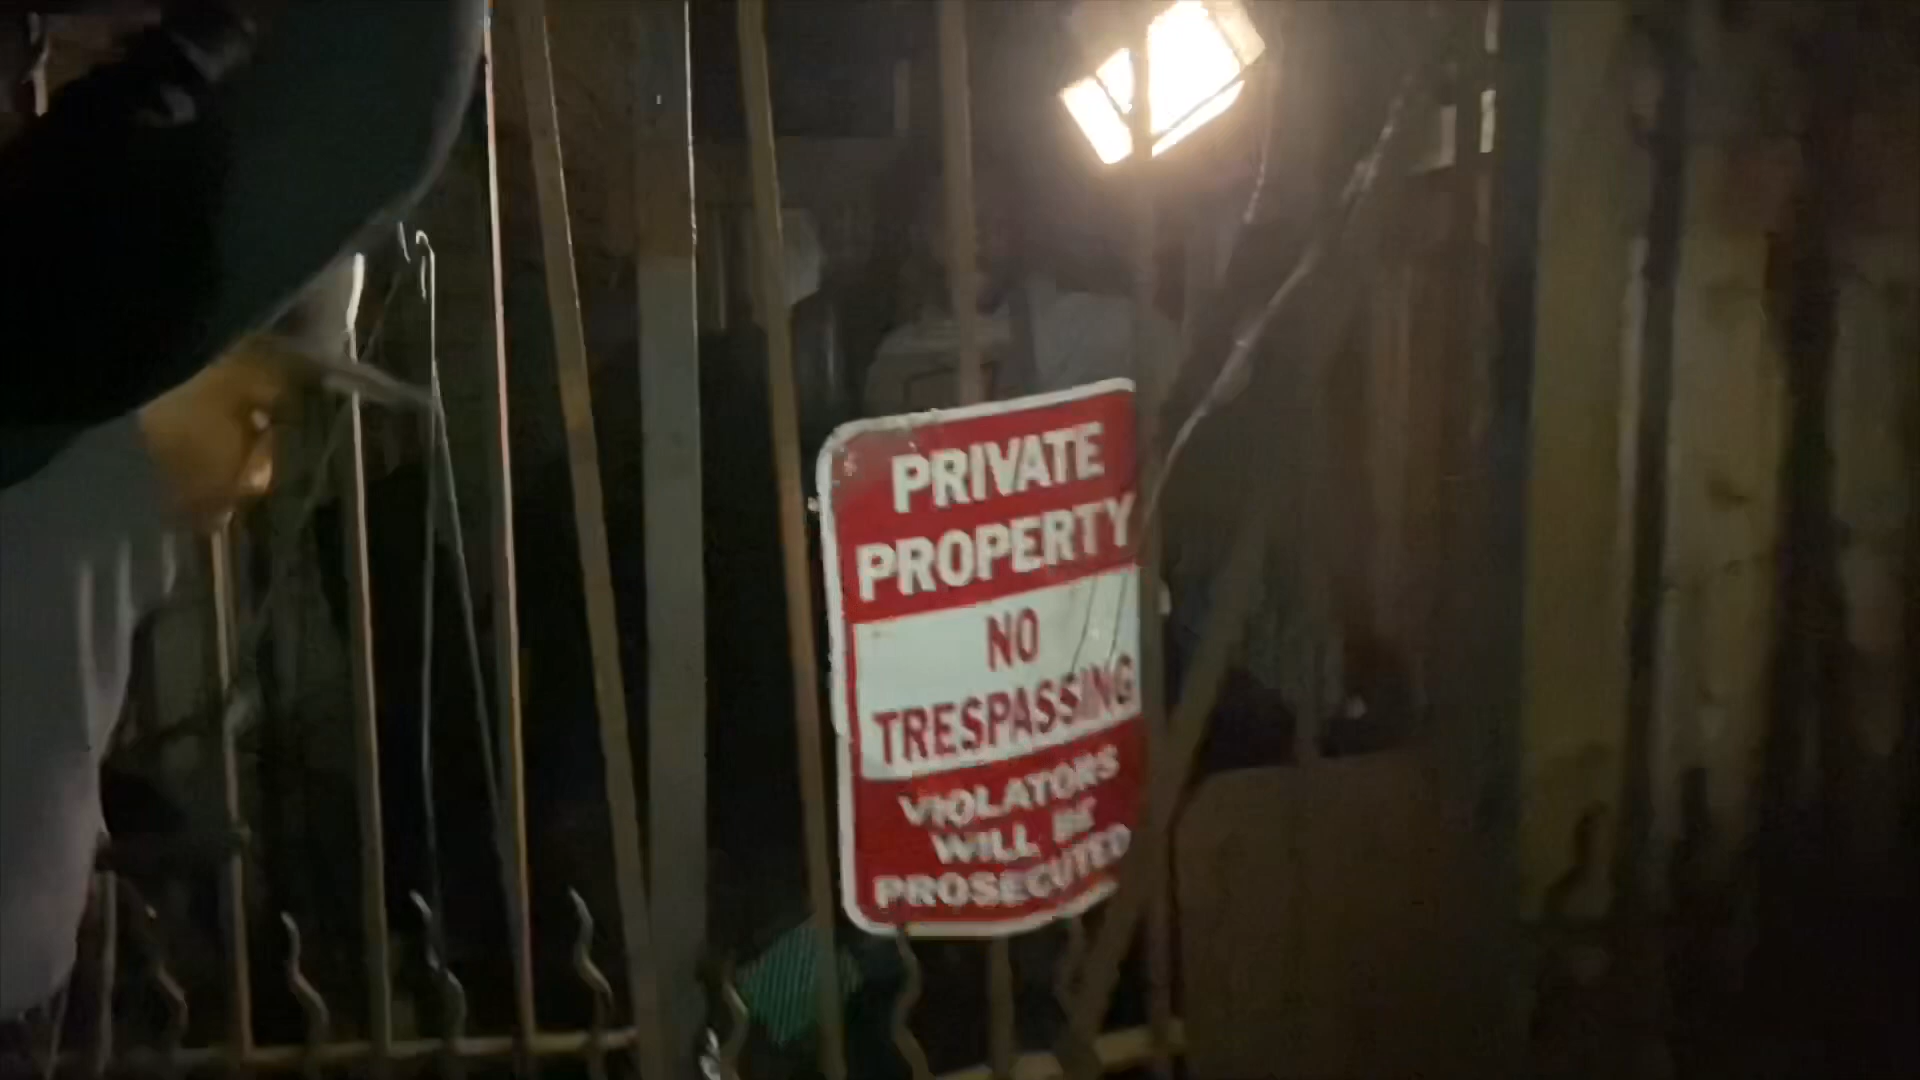 PRIVATE
PROPERTY
NO
TRESPASSING
VIOLATORS
WILL BE
PROSECUTED